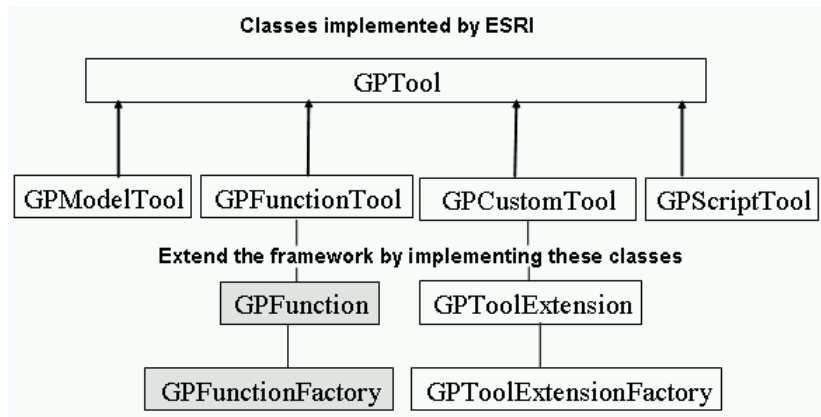 Classes implemented by ESRI
GPTool
GPModelTool
GPFunctionTool
GPCustomTool
GPScriptTool
Extend the framework by implementing these classes
GPFunction
GPToolExtension
GPFunctionFactory
GPToolExtensionFactory